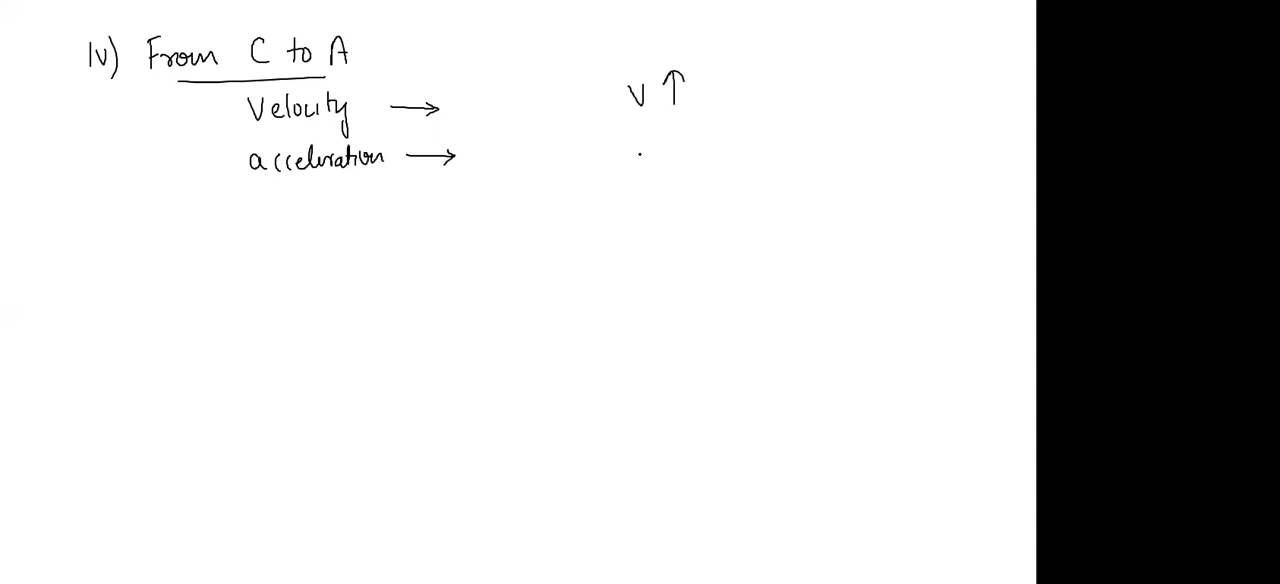 IV) From C to A
Velocity → V ↑
acceleration →